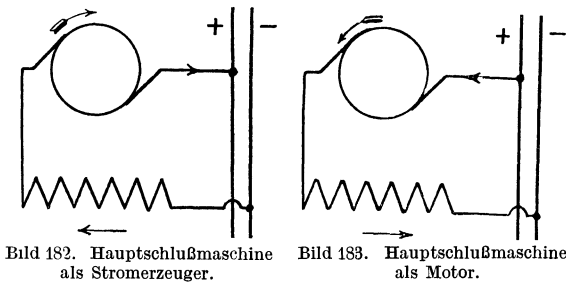 + −
+ −
Bild 182. Hauptschlußmaschine
als Stromerzeuger.
Bild 183. Hauptschlußmaschine
als Motor.